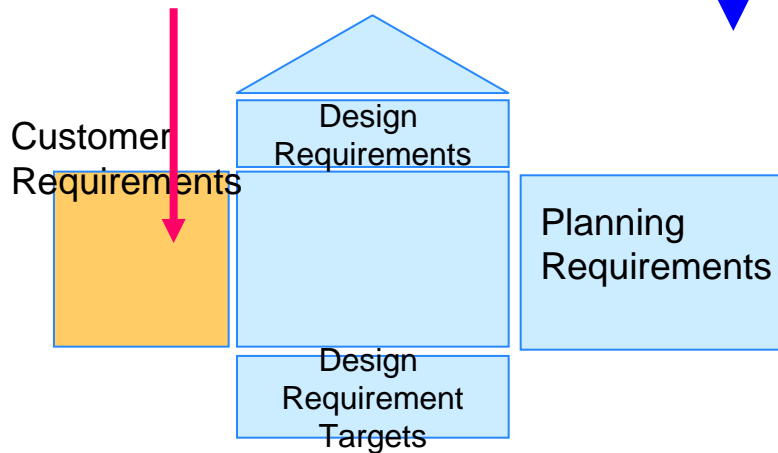 Design
Requirements
Customer
Requirements
Planning
Requirements
Design
Requirement
Targets